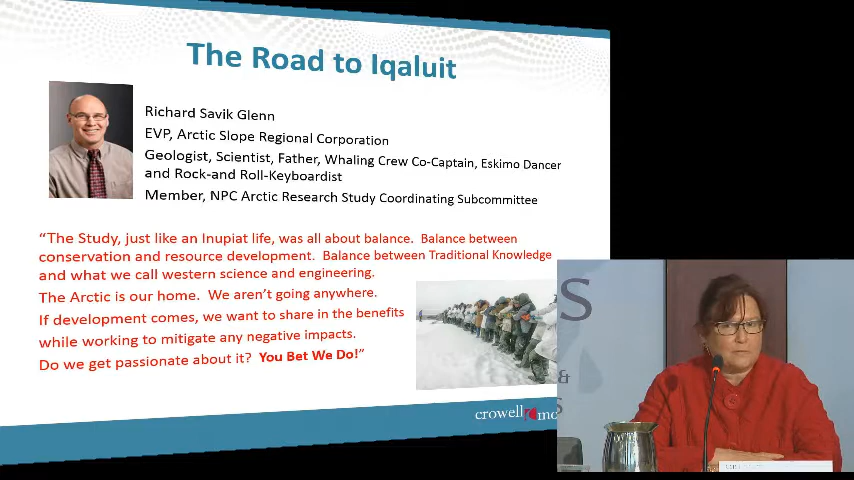 The Road to Iqaluit
Richard Savik Glenn
EVP, Arctic Slope Regional Corporation
Geologist, Scientist, Father, Whaling Crew Co-Captain, Eskimo Dancer
and Rock-and Roll-Keyboardist
Member, NPC Arctic Research Study Coordinating Subcommittee
“The Study, just like an Inupiat life, was all about balance. Balance between
conservation and resource development. Balance between Traditional Knowledge
and what we call western science and engineering.
The Arctic is our home. We aren’t going anywhere.
If development comes, we want to share in the benefits
while working to mitigate any negative impacts.
Do we get passionate about it? You Bet We Do!”
crowell mo
S
&
S